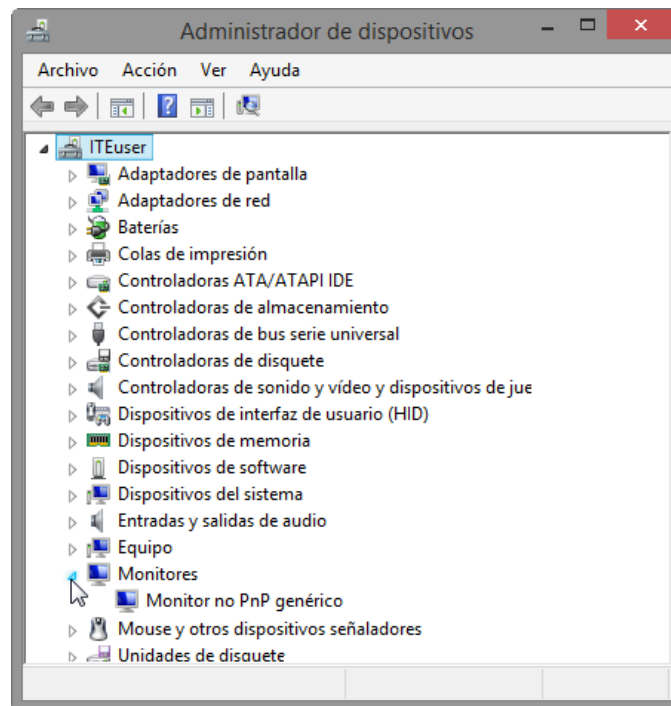 Administrador de dispositivos
Archivo Acción Ver Ayuda
ITEuser
Adaptadores de pantalla
Adaptadores de red
Baterías
Colas de impresión
Controladoras ATA/ATAPI IDE
Controladoras de almacenamiento
Controladoras de bus serie universal
Controladoras de disquete
Controladoras de sonido y vídeo y dispositivos de jue
Dispositivos de interfaz de usuario (HID)
Dispositivos de memoria
Dispositivos de software
Dispositivos del sistema
Entradas y salidas de audio
Equipo
Monitores
Monitor no PnP genérico
Mouse y otros dispositivos señaladores
Unidades de disquete